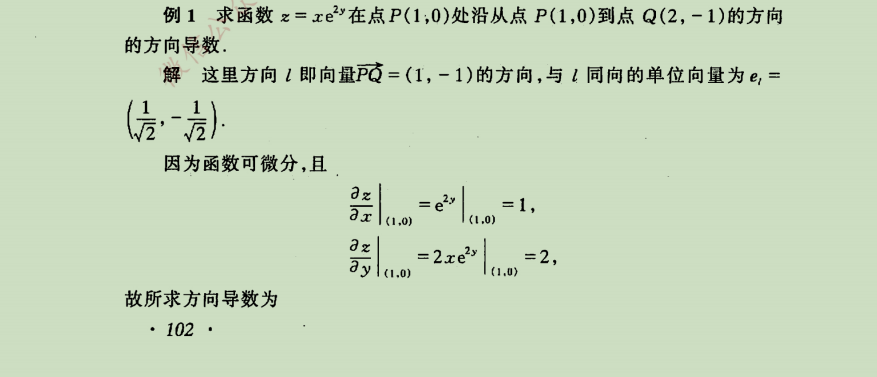 例 1 求函数 z = xe²ʸ在点 P(1,0)处沿从点 P(1,0)到点 Q(2, -1)的方向
的方向导数.
解 这里方向 l 即向量$\overrightarrow{PQ}$ = (1, -1)的方向,与 l 同向的单位向量为 $e_l$ =
$\left(\frac{1}{\sqrt{2}}, -\frac{1}{\sqrt{2}}\right)$.
因为函数可微分,且
$\left.\frac{\partial z}{\partial x}\right|_{(1,0)} = \left.e^{2y}\right|_{(1,0)} = 1,$
$\left.\frac{\partial z}{\partial y}\right|_{(1,0)} = \left.2xe^{2y}\right|_{(1,0)} = 2,$
故所求方向导数为
· 102 ·